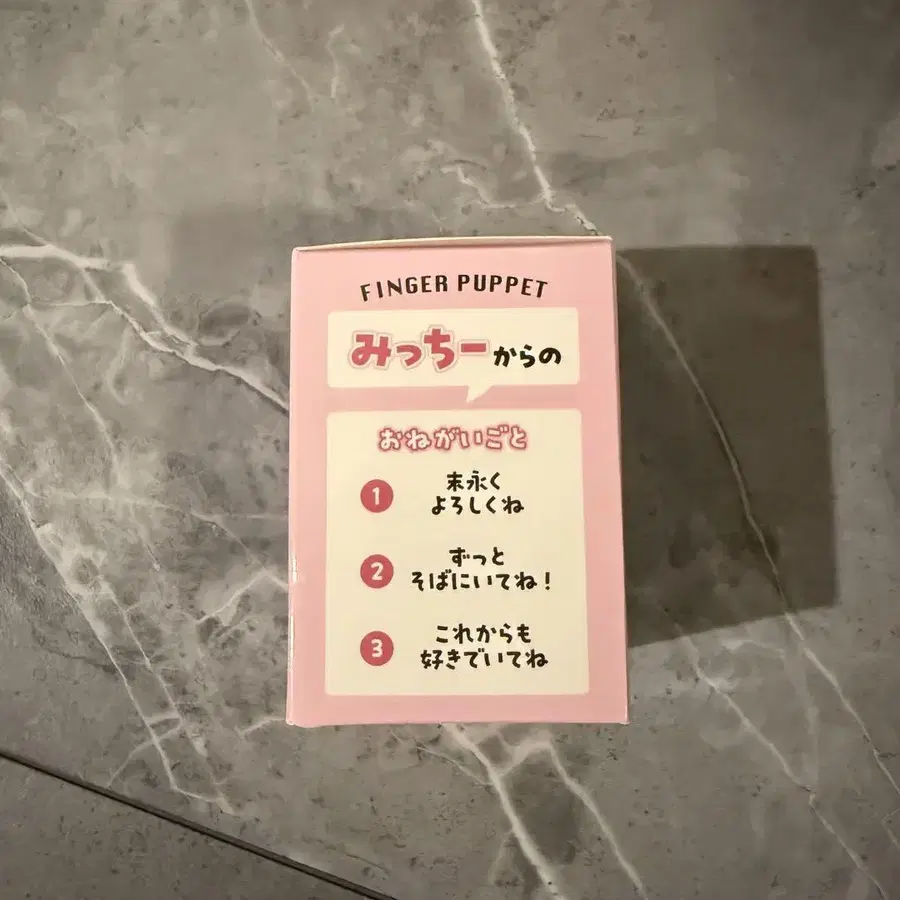 FINGER PUPPET
みっちーからの
おねがいごと
1 末永く
よろしくね
2 ずっと
そばにいてね!
3 これからも
好きでいてね